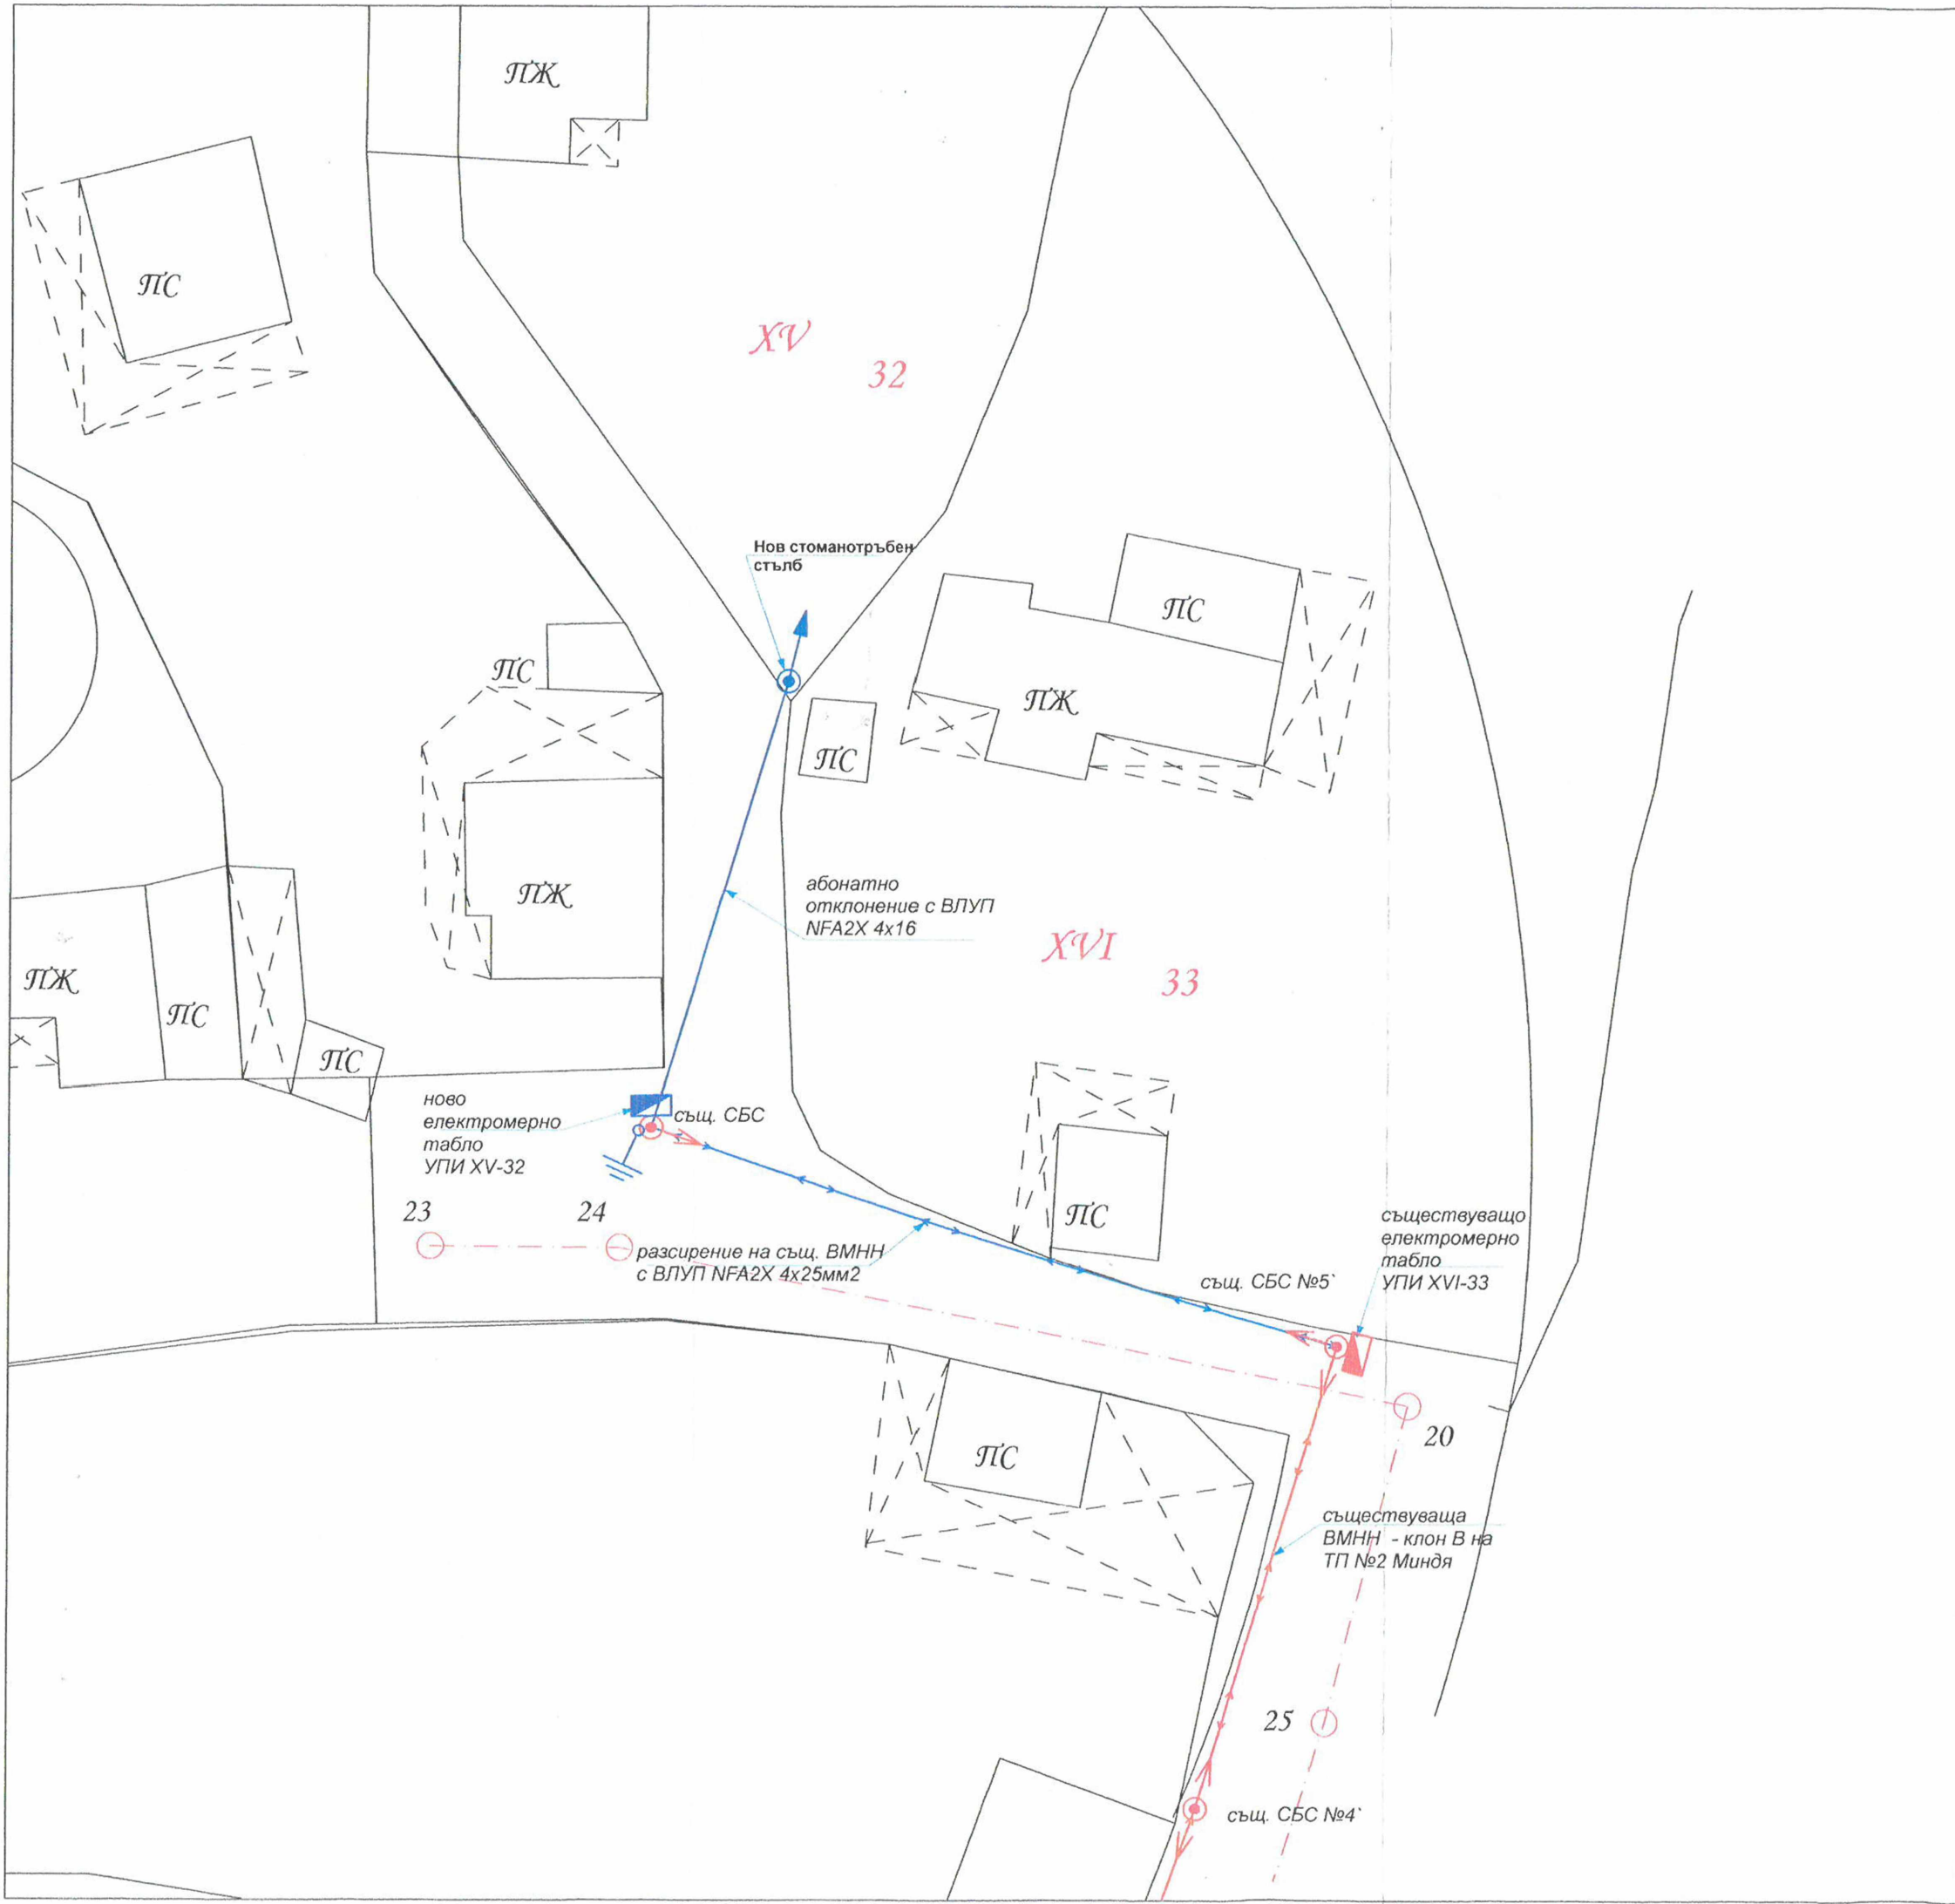 ПЖ
ПС
XV
32
Нов стоманотръбен
стълб
ПС
ПС
ПЖ
ПС
ПЖ
абонатно
отклонение с ВЛУП
NFA2X 4x16
XVI
33
ПЖ
ПС
ПС
ново
електромерно
табло
УПИ XV-32
същ. СБС
23
24
разсирение на същ. ВМНН
с ВЛУП NFA2X 4x25мм2
ПС
същ. СБС №5`
съществуващо
електромерно
табло
УПИ XVI-33
20
ПС
съществуваща
ВМНН - клон В на
ТП №2 Миндя
25
същ. СБС №4`